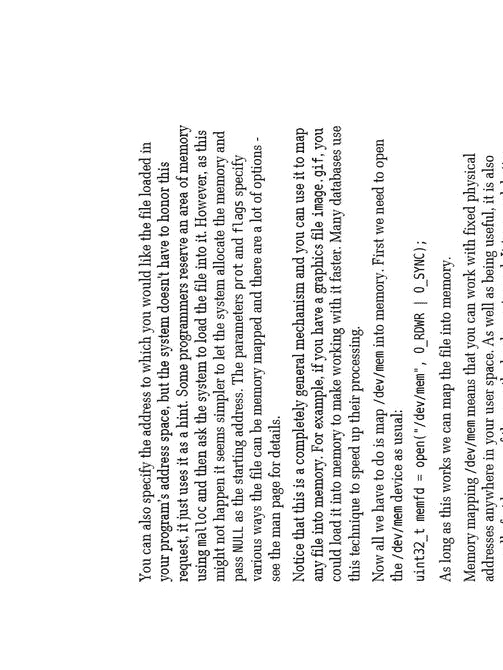 You can also specify the address to which you would like the file loaded in
your program's address space, but the system doesn't have to honor this
request, it just uses it as a hint. Some programmers reserve an area of memory
using malloc and then ask the system to load the file into it. However, as this
might not happen it seems simpler to let the system allocate the memory and
pass NULL as the starting address. The parameters prot and flags specify
various ways the file can be memory mapped and there are a lot of options -
see the man page for details.
Notice that this is a completely general mechanism and you can use it to map
any file into memory. For example, if you have a graphics file image.gif, you
could load it into memory to make working with it faster. Many databases use
this technique to speed up their processing.
Now all we have to do is map /dev/mem into memory. First we need to open
the /dev/mem device as usual:
uint32_t memfd = open("/dev/mem", O_RDWR | O_SYNC);
As long as this works we can map the file into memory.
Memory mapping /dev/mem means that you can work with fixed physical
addresses anywhere in your user space. As well as being useful, it is also